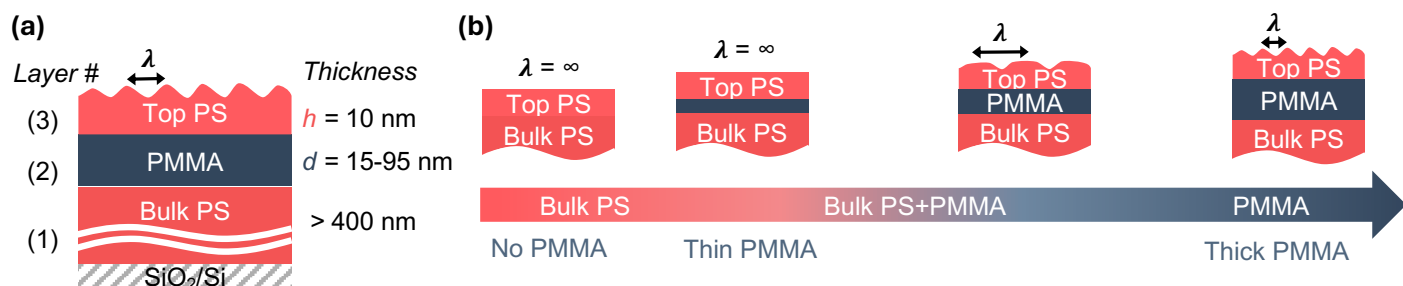 (a)
Layer #
λ
Thickness
(3)
Top PS
h = 10 nm
(2)
PMMA
d = 15-95 nm
(1)
Bulk PS
> 400 nm
SiO₂/Si
(b)
λ = ∞
Top PS
Bulk PS
λ = ∞
Top PS
Bulk PS
λ
Top PS
PMMA
Bulk PS
λ
Top PS
PMMA
Bulk PS
Bulk PS
Bulk PS+PMMA
PMMA
No PMMA
Thin PMMA
Thick PMMA